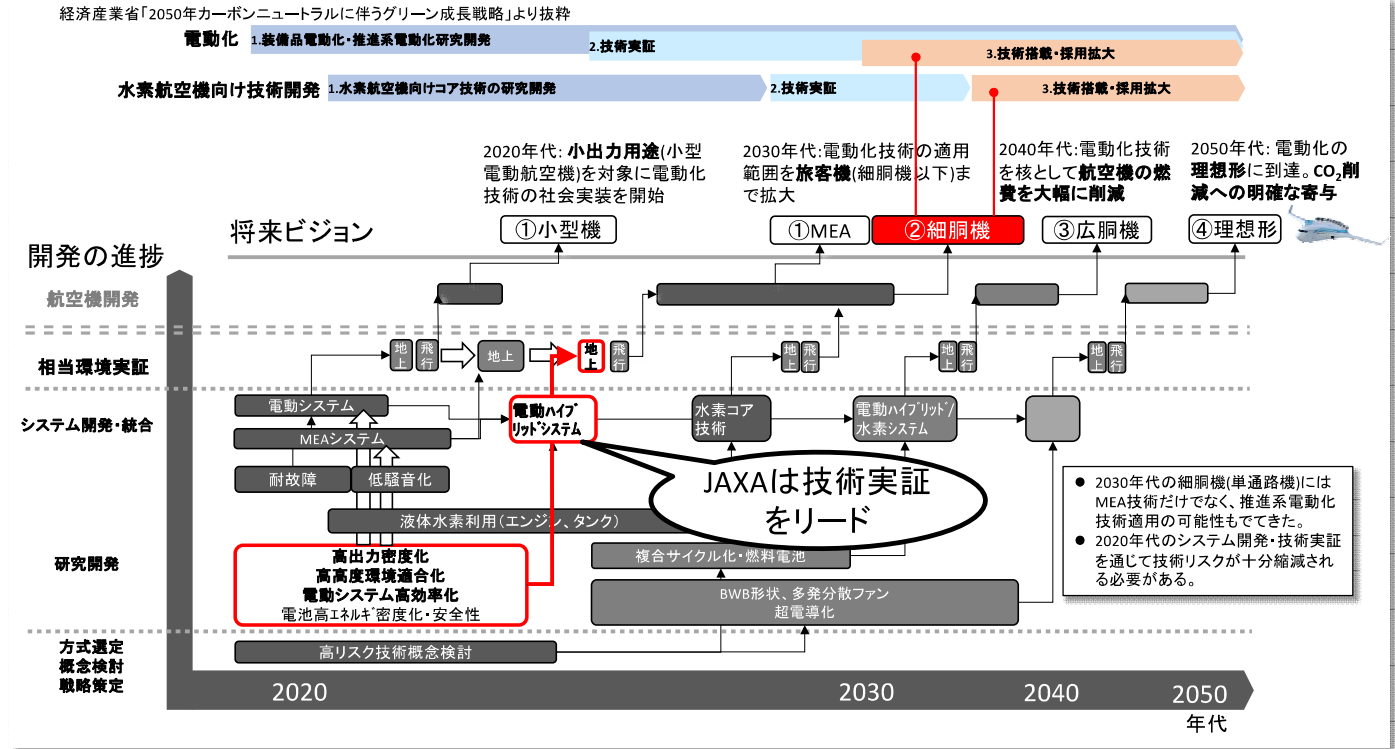 経済産業省「2050年カーボンニュートラルに伴うグリーン成長戦略」より抜粋
電動化
1.装備品電動化・推進系電動化研究開発
2.技術実証
3.技術搭載・採用拡大
水素航空機向け技術開発
1.水素航空機向けコア技術の研究開発
2.技術実証
3.技術搭載・採用拡大
2020年代: 小出力用途(小型
電動航空機)を対象に電動化
技術の社会実装を開始
2030年代:電動化技術の適用
範囲を旅客機(細胴機以下)ま
で拡大
2040年代:電動化技術
を核として航空機の燃
費を大幅に削減
2050年代: 電動化の
理想形に到達。CO₂削
減への明確な寄与
将来ビジョン
①小型機
①MEA
②細胴機
③広胴機
④理想形
開発の進捗
航空機開発
相当環境実証
地上
飛行
地上
地上
飛行
地上
飛行
地上
飛行
地上
飛行
システム開発・統合
電動システム
MEAシステム
耐故障
低騒音化
電動ハイブ
リッドシステム
水素コア
技術
電動ハイブリッド/
水素システム
JAXAは技術実証
をリード
● 2030年代の細胴機(単通路機)には
MEA技術だけでなく、推進系電動化
技術適用の可能性もでてきた。
● 2020年代のシステム開発・技術実証
を通じて技術リスクが十分縮減され
る必要がある。
研究開発
液体水素利用(エンジン、タンク)
高出力密度化
高高度環境適合化
電動システム高効率化
電池高エネルギ密度化・安全性
複合サイクル化・燃料電池
BWB形状、多発分散ファン
超電導化
方式選定
概念検討
戦略策定
高リスク技術概念検討
2020
2030
2040
2050
年代